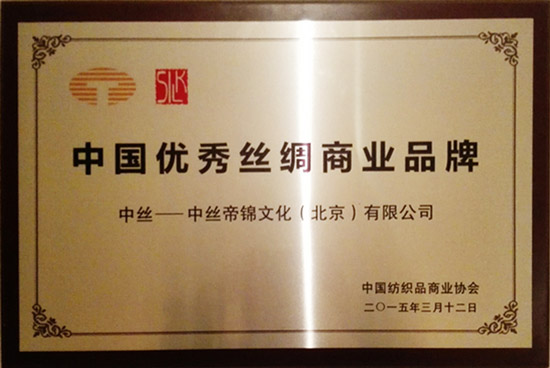 SILK
中国优秀丝绸商业品牌
中丝——中丝帝锦文化（北京）有限公司
中国纺织品商业协会
二〇一五年三月十二日